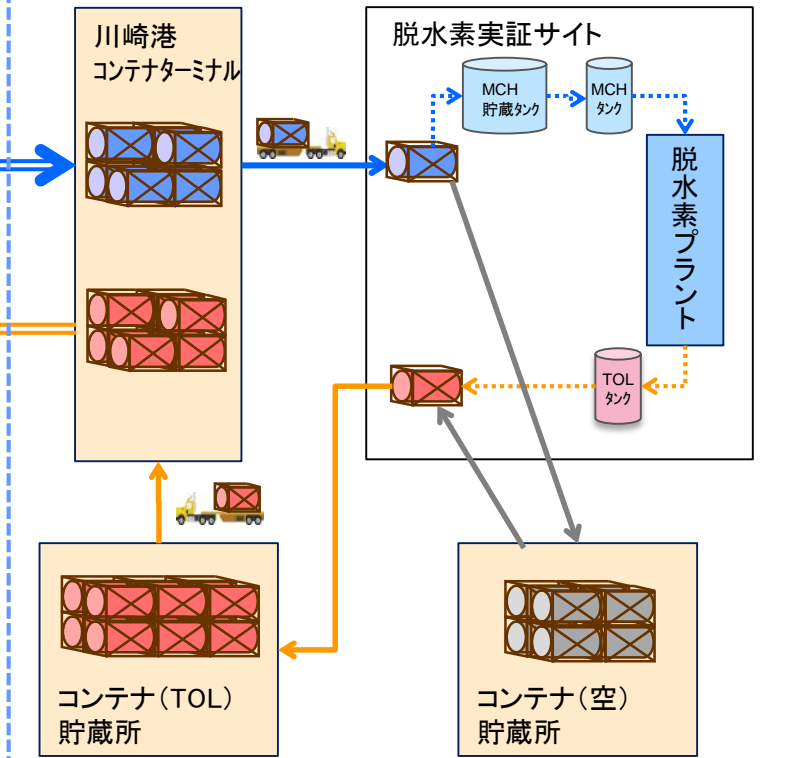 川崎港
コンテナターミナル
脱水素実証サイト
MCH
貯蔵タンク
MCH
タンク
脱水素プラント
TOL
タンク
コンテナ（TOL）
貯蔵所
コンテナ（空）
貯蔵所